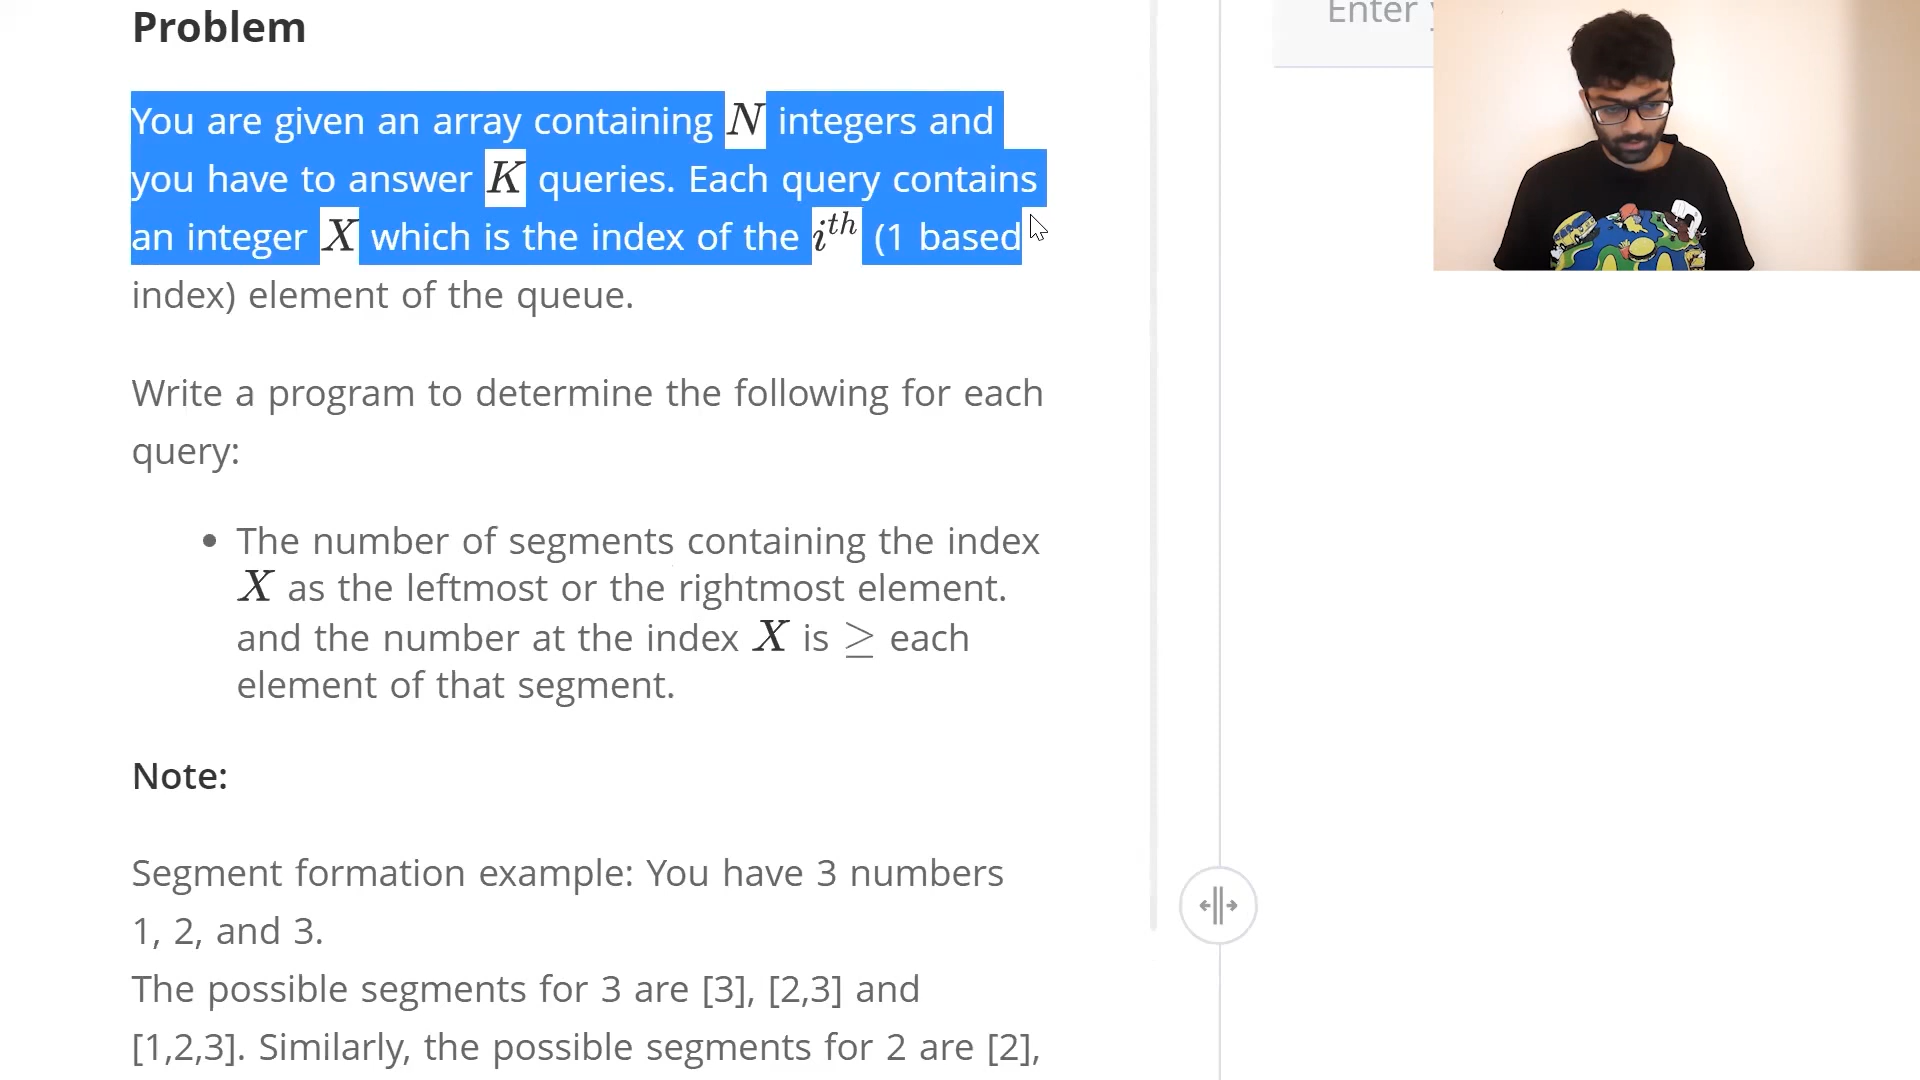 Problem
You are given an array containing N integers and
you have to answer K queries. Each query contains
an integer X which is the index of the i^th (1 based
index) element of the queue.
Write a program to determine the following for each
query:
• The number of segments containing the index
X as the leftmost or the rightmost element.
and the number at the index X is ≥ each
element of that segment.
Note:
Segment formation example: You have 3 numbers
1, 2, and 3.
The possible segments for 3 are [3], [2,3] and
[1,2,3]. Similarly, the possible segments for 2 are [2],
Enter